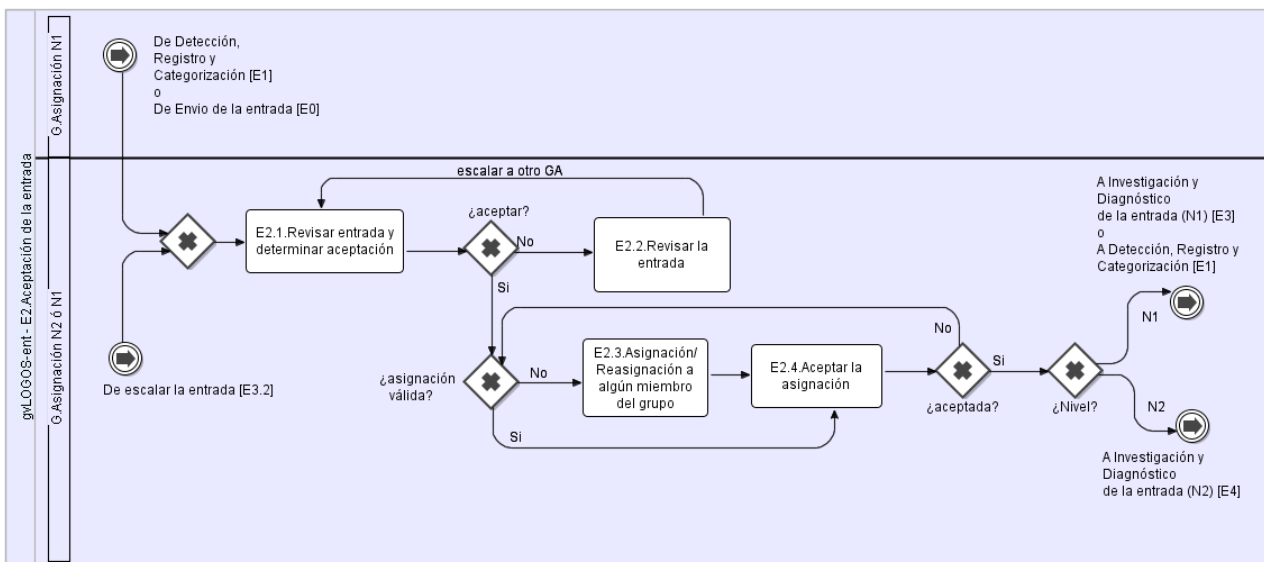 gvLOGOS-ent - E2.Aceptación de la entrada
G.Asignación N1
De Detección,
Registro y
Categorización [E1]
o
De Envio de la entrada [E0]
G.Asignación N2 ó N1
escalar a otro GA
E2.1.Revisar entrada y
determinar aceptación
¿aceptar?
No
E2.2.Revisar la
entrada
Si
A Investigación y
Diagnóstico
de la entrada (N1) [E3]
o
A Detección, Registro y
Categorización [E1]
De escalar la entrada [E3.2]
¿asignación
válida?
No
E2.3.Asignación/
Reasignación a
algún miembro
del grupo
E2.4.Aceptar la
asignación
No
¿aceptada?
Si
¿Nivel?
N1
N2
Si
A Investigación y
Diagnóstico
de la entrada (N2) [E4]